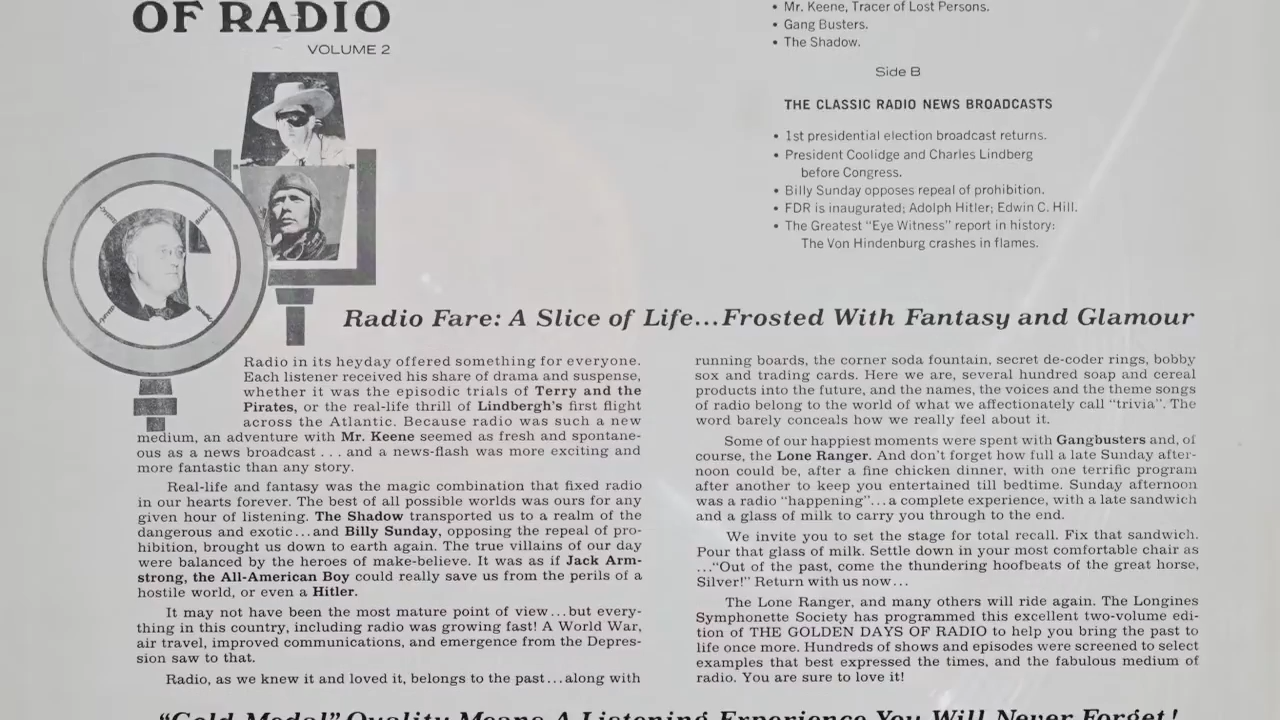 OF RADIO
VOLUME 2
• Mr. Keene, Tracer of Lost Persons.
• Gang Busters.
• The Shadow.
Side B
THE CLASSIC RADIO NEWS BROADCASTS
• 1st presidential election broadcast returns.
• President Coolidge and Charles Lindberg
before Congress.
• Billy Sunday opposes repeal of prohibition.
• FDR is inaugurated; Adolph Hitler; Edwin C. Hill.
• The Greatest "Eye Witness" report in history:
The Von Hindenburg crashes in flames.
Radio Fare: A Slice of Life...Frosted With Fantasy and Glamour
Radio in its heyday offered something for everyone.
Each listener received his share of drama and suspense,
whether it was the episodic trials of Terry and the
Pirates, or the real-life thrill of Lindbergh's first flight
across the Atlantic. Because radio was such a new
medium, an adventure with Mr. Keene seemed as fresh and spontane-
ous as a news broadcast . . . and a news-flash was more exciting and
more fantastic than any story.
Real-life and fantasy was the magic combination that fixed radio
in our hearts forever. The best of all possible worlds was ours for any
given hour of listening. The Shadow transported us to a realm of the
dangerous and exotic...and Billy Sunday, opposing the repeal of pro-
hibition, brought us down to earth again. The true villains of our day
were balanced by the heroes of make-believe. It was as if Jack Arm-
strong, the All-American Boy could really save us from the perils of a
hostile world, or even a Hitler.
It may not have been the most mature point of view...but every-
thing in this country, including radio was growing fast! A World War,
air travel, improved communications, and emergence from the Depres-
sion saw to that.
Radio, as we knew it and loved it, belongs to the past...along with
running boards, the corner soda fountain, secret de-coder rings, bobby
sox and trading cards. Here we are, several hundred soap and cereal
products into the future, and the names, the voices and the theme songs
of radio belong to the world of what we affectionately call "trivia". The
word barely conceals how we really feel about it.
Some of our happiest moments were spent with Gangbusters and, of
course, the Lone Ranger. And don't forget how full a late Sunday after-
noon could be, after a fine chicken dinner, with one terrific program
after another to keep you entertained till bedtime. Sunday afternoon
was a radio "happening"...a complete experience, with a late sandwich
and a glass of milk to carry you through to the end.
We invite you to set the stage for total recall. Fix that sandwich.
Pour that glass of milk. Settle down in your most comfortable chair as
..."Out of the past, come the thundering hoofbeats of the great horse,
Silver!" Return with us now...
The Lone Ranger, and many others will ride again. The Longines
Symphonette Society has programmed this excellent two-volume edi-
tion of THE GOLDEN DAYS OF RADIO to help you bring the past to
life once more. Hundreds of shows and episodes were screened to select
examples that best expressed the times, and the fabulous medium of
radio. You are sure to love it!
"Gold Medal" Quality Means A Listening Experience You Will Never Forget!